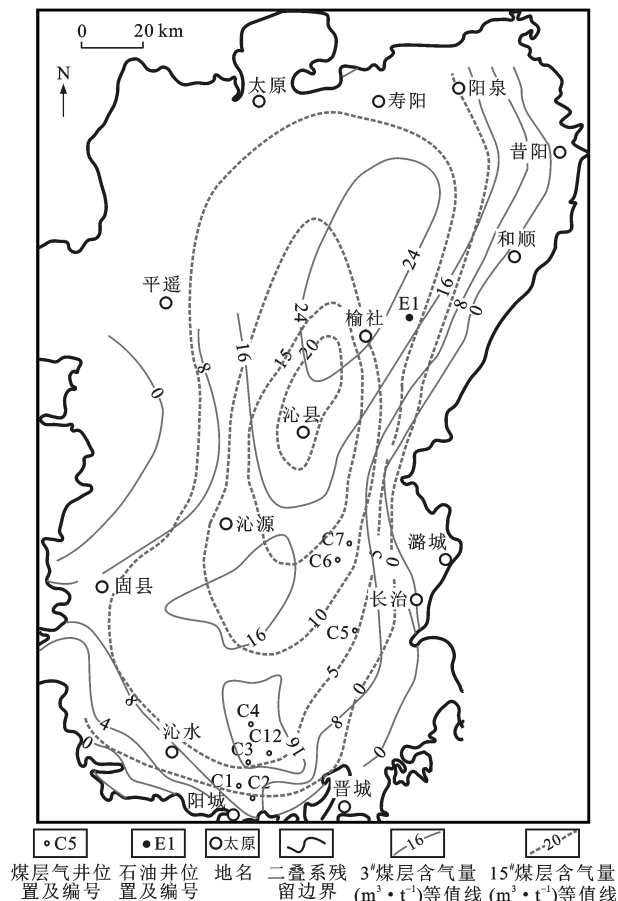 0 20 km
N
太原
寿阳
阳泉
昔阳
和顺
平遥
24
16
E1
8
0
24
榆社
16
15
20
8
0
沁县
沁源
C7
C6
潞城
5
0
固县
长治
10
C5
16
5
0
8
C4
8
4
沁水
C12
16
C3
0
0
C1
C2
阳城
晋城
C5
E1
太原
16
20
煤层气井位
置及编号
石油井位
置及编号
地名
二叠系残
留边界
3#煤层含气量
(m³·t⁻¹)等值线
15#煤层含气量
(m³·t⁻¹)等值线